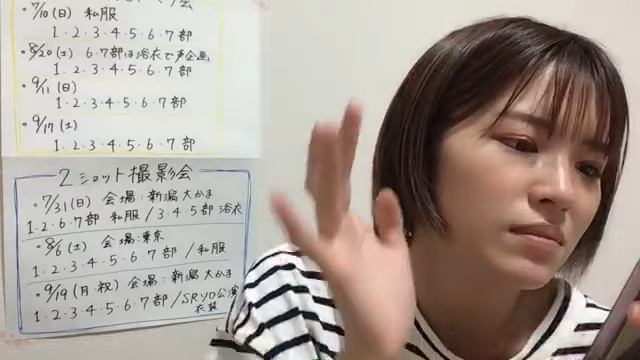 7/10(日) 私服
1・2・3・4・5・6・7部
・8/20(土) 6・7部は浴衣で声企画
1・2・3・4・5・6・7部
・9/11(日)
1・2・3・4・5・6・7部
・9/17(土)
1・2・3・4・5・6・7部
2ショット撮影会
・7/31(日) 会場:新潟 大かま
1・2・6・7部 私服/3・4・5部 浴衣
・8/6(土) 会場:東京
1・2・3・4・5・6・7部/私服
・9/19(月・祝) 会場:新潟 大かま
1・2・3・4・5・6・7部/SRYD公演
衣装